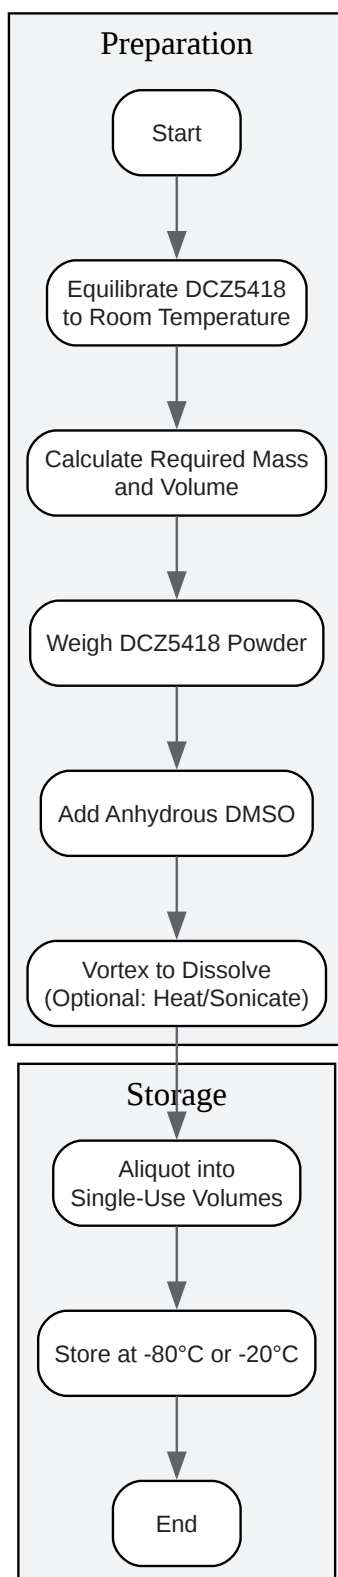 Preparation
Start
Equilibrate DCZ5418
to Room Temperature
Calculate Required Mass
and Volume
Weigh DCZ5418 Powder
Add Anhydrous DMSO
Vortex to Dissolve
(Optional: Heat/Sonicate)
Storage
Aliquot into
Single-Use Volumes
Store at -80°C or -20°C
End